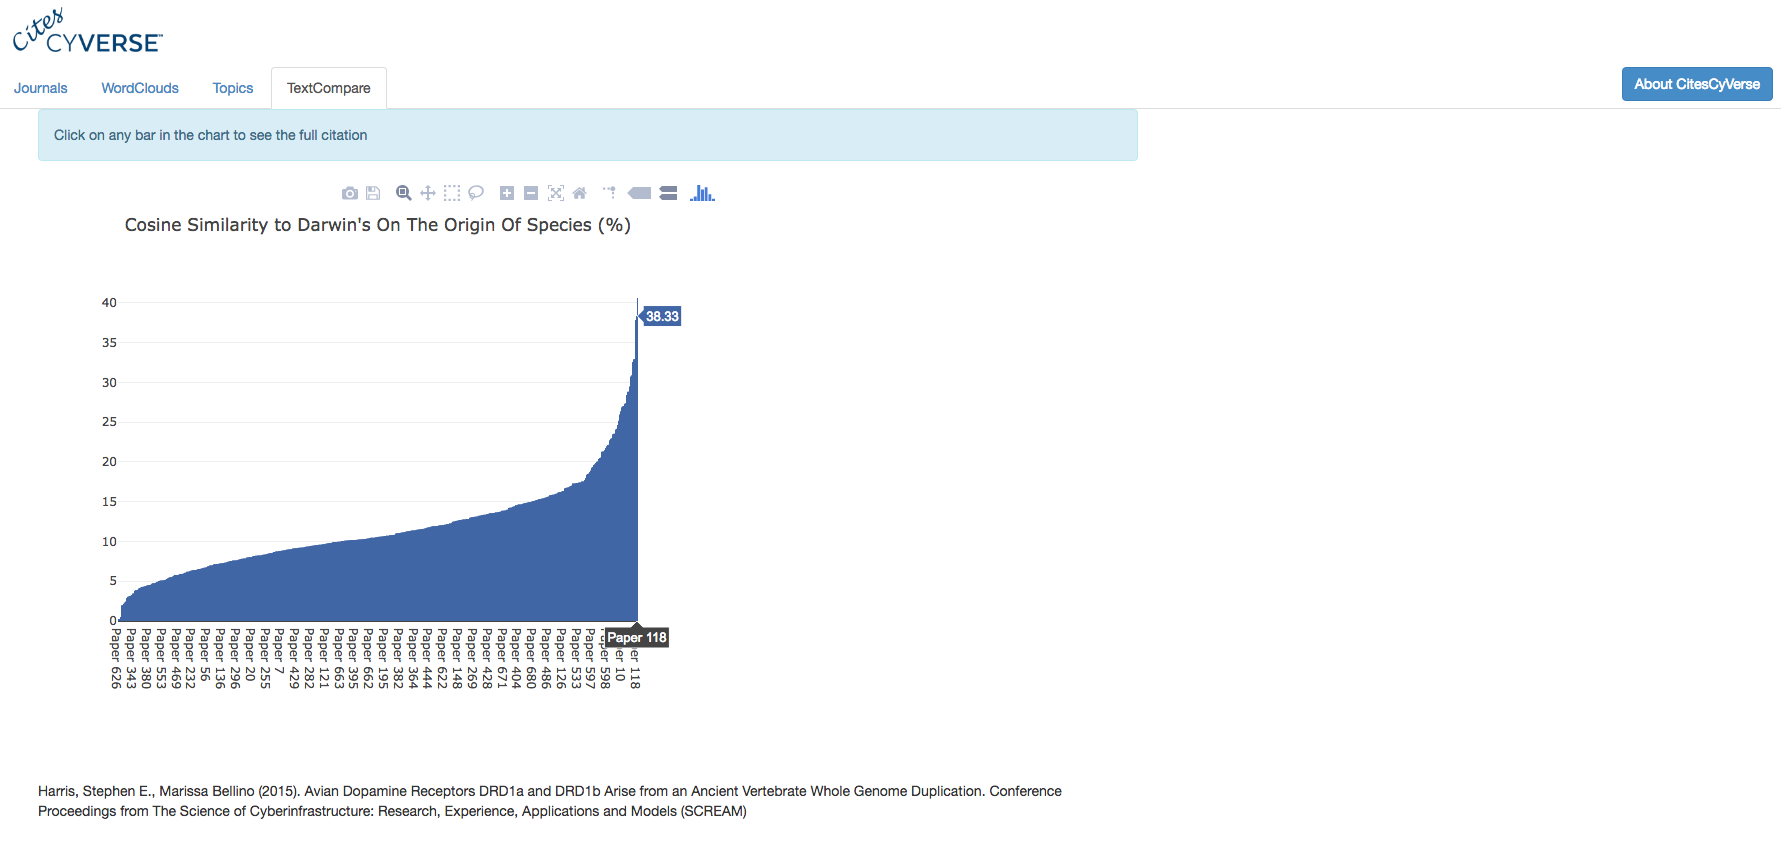 Cites
CYVERSE™
Journals WordClouds Topics TextCompare About CitesCyVerse
Click on any bar in the chart to see the full citation
Cosine Similarity to Darwin's On The Origin Of Species (%)
40
38.33
35
30
25
20
15
10
5
0
Paper 118
Paper 626
Paper 343
Paper 380
Paper 553
Paper 469
Paper 232
Paper 56
Paper 136
Paper 296
Paper 20
Paper 255
Paper 7
Paper 429
Paper 282
Paper 121
Paper 663
Paper 395
Paper 662
Paper 195
Paper 382
Paper 364
Paper 444
Paper 622
Paper 148
Paper 269
Paper 428
Paper 671
Paper 404
Paper 680
Paper 486
Paper 126
Paper 533
Paper 597
Paper 598
er 10
er 118
Harris, Stephen E., Marissa Bellino (2015). Avian Dopamine Receptors DRD1a and DRD1b Arise from an Ancient Vertebrate Whole Genome Duplication. Conference
Proceedings from The Science of Cyberinfrastructure: Research, Experience, Applications and Models (SCREAM)